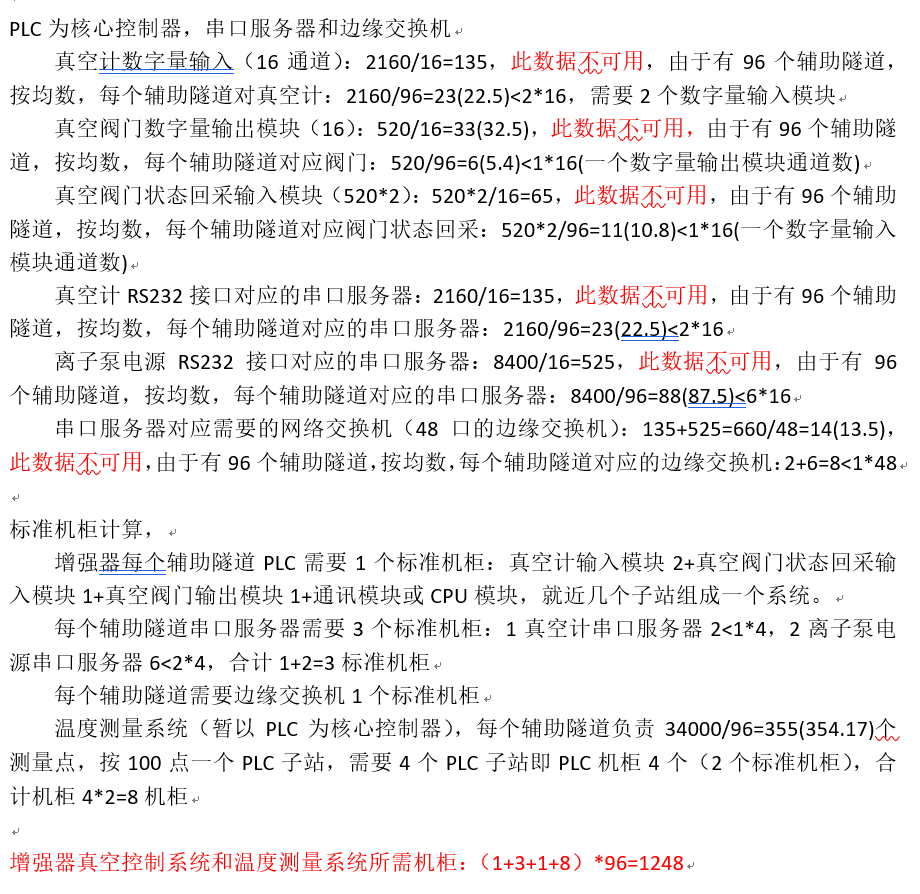 PLC 为核心控制器，串口服务器和边缘交换机
真空计数字量输入（16 通道）：2160/16=135，此数据不可用，由于有 96 个辅助隧道，
按均数，每个辅助隧道对真空计：2160/96=23(22.5)<2*16，需要 2 个数字量输入模块
真空阀门数字量输出模块（16）：520/16=33(32.5)，此数据不可用，由于有 96 个辅助隧
道，按均数，每个辅助隧道对应阀门：520/96=6(5.4)<1*16(一个数字量输出模块通道数)
真空阀门状态回采输入模块（520*2）：520*2/16=65，此数据不可用，由于有 96 个辅助
隧道，按均数，每个辅助隧道对应阀门状态回采：520*2/96=11(10.8)<1*16(一个数字量输入
模块通道数)
真空计 RS232 接口对应的串口服务器：2160/16=135，此数据不可用，由于有 96 个辅助
隧道，按均数，每个辅助隧道对应的串口服务器：2160/96=23(22.5)<2*16
离子泵电源 RS232 接口对应的串口服务器：8400/16=525，此数据不可用，由于有 96
个辅助隧道，按均数，每个辅助隧道对应的串口服务器：8400/96=88(87.5)<6*16
串口服务器对应需要的网络交换机（48 口的边缘交换机）：135+525=660/48=14(13.5)，
此数据不可用，由于有 96 个辅助隧道，按均数，每个辅助隧道对应的边缘交换机：2+6=8<1*48
标准机柜计算，
增强器每个辅助隧道 PLC 需要 1 个标准机柜：真空计输入模块 2+真空阀门状态回采输
入模块 1+真空阀门输出模块 1+通讯模块或 CPU 模块，就近几个子站组成一个系统。
每个辅助隧道串口服务器需要 3 个标准机柜：1 真空计串口服务器 2<1*4，2 离子泵电
源串口服务器 6<2*4，合计 1+2=3 标准机柜
每个辅助隧道需要边缘交换机 1 个标准机柜
温度测量系统（暂以 PLC 为核心控制器），每个辅助隧道负责 34000/96=355(354.17)个
测量点，按 100 点一个 PLC 子站，需要 4 个 PLC 子站即 PLC 机柜 4 个（2 个标准机柜），合
计机柜 4*2=8 机柜
增强器真空控制系统和温度测量系统所需机柜：（1+3+1+8）*96=1248